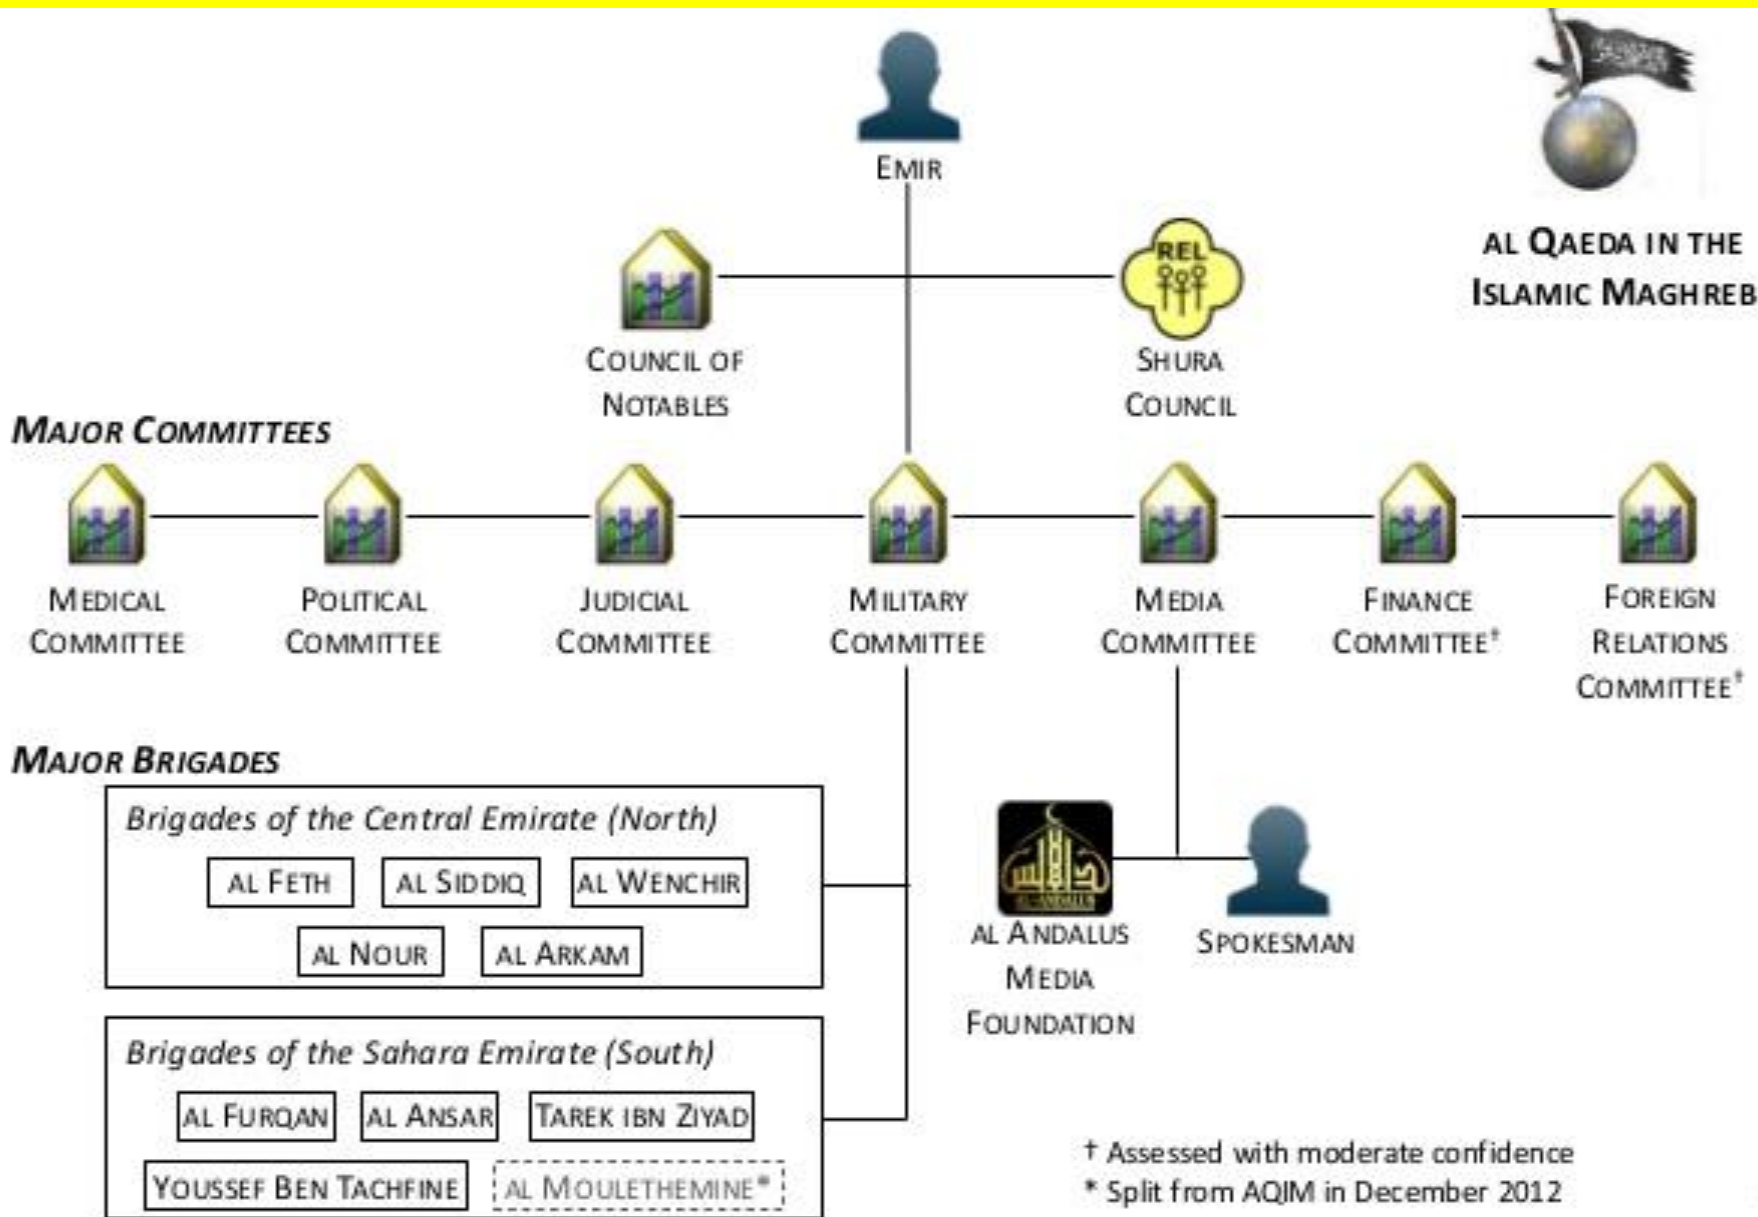 EMIR
AL QAEDA IN THE
ISLAMIC MAGHREB
REL
COUNCIL OF
NOTABLES
SHURA
COUNCIL
MAJOR COMMITTEES
MEDICAL
COMMITTEE
POLITICAL
COMMITTEE
JUDICIAL
COMMITTEE
MILITARY
COMMITTEE
MEDIA
COMMITTEE
FINANCE
COMMITTEE†
FOREIGN
RELATIONS
COMMITTEE†
MAJOR BRIGADES
Brigades of the Central Emirate (North)
AL FETH
AL SIDDIQ
AL WENCHIR
AL NOUR
AL ARKAM
Brigades of the Sahara Emirate (South)
AL FURQAN
AL ANSAR
TAREK IBN ZIYAD
YOUSSEF BEN TACHFINE
AL MOULETHEMINE*
AL-ANDALUS
AL ANDALUS
MEDIA
FOUNDATION
SPOKESMAN
† Assessed with moderate confidence
* Split from AQIM in December 2012